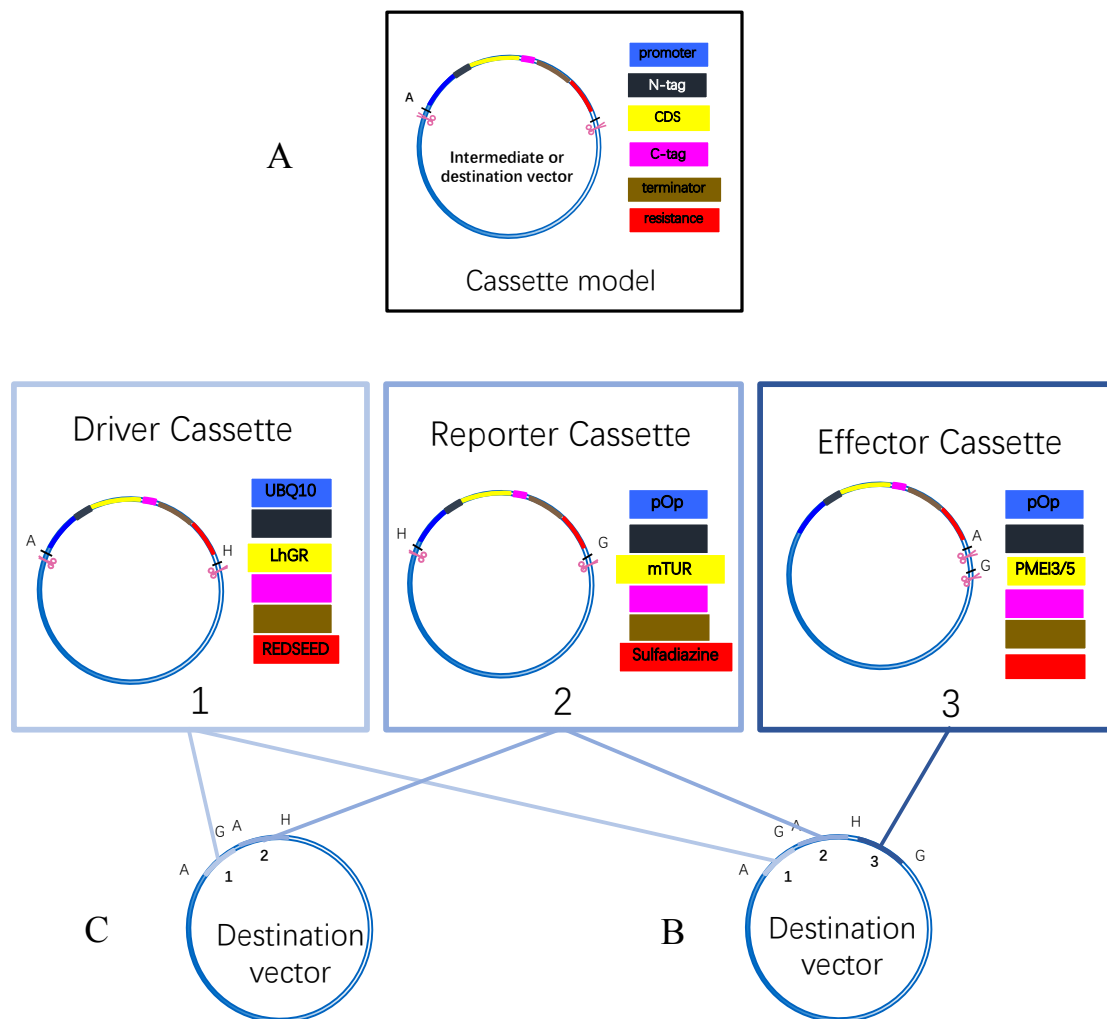 A
A
Intermediate or
destination vector
promoter
N-tag
CDS
C-tag
terminator
resistance
Cassette model
Driver Cassette
A
H
UBQ10
LhGR
REDSEED
1
Reporter Cassette
H
G
pOp
mTUR
Sulfadiazine
2
Effector Cassette
A
G
pOp
PMEI3/5
3
A
G
A
H
1
2
C
Destination
vector
A
G
A
H
G
1
2
3
B
Destination
vector